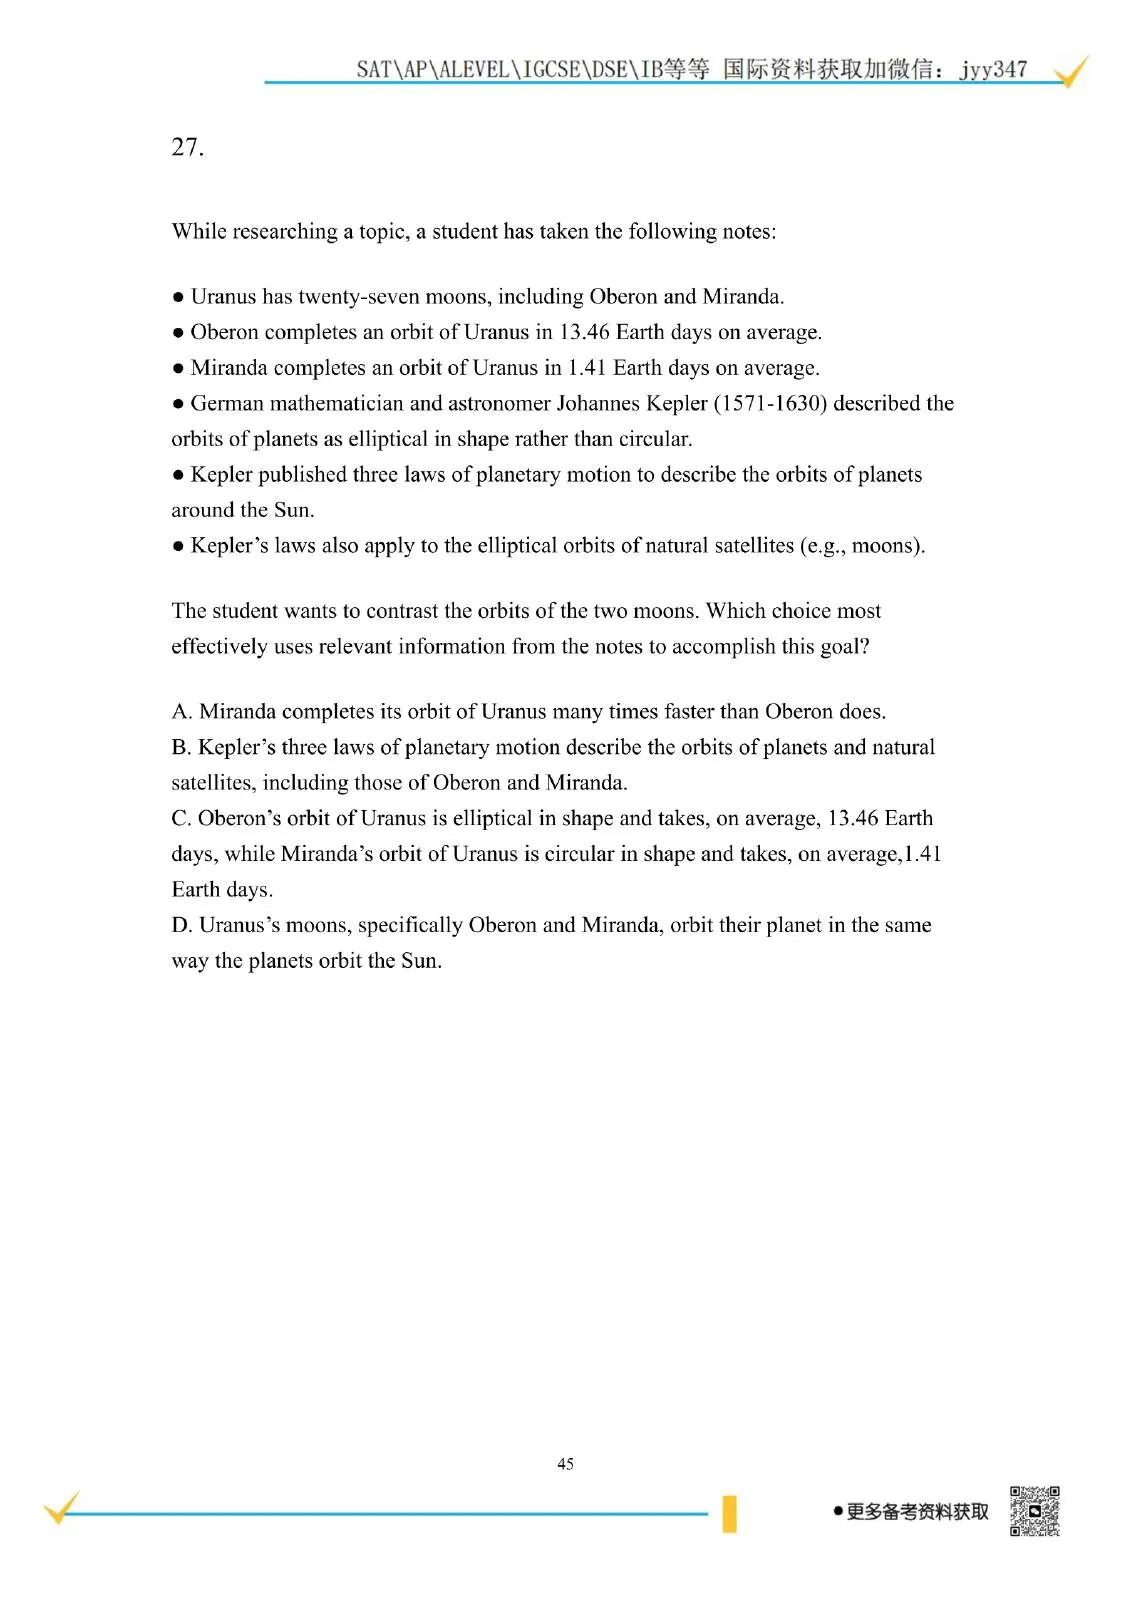 SAT\AP\ALEVEL\IGCSE\DSE\IB等等 国际资料获取加微信: jyy347
27.
While researching a topic, a student has taken the following notes:
● Uranus has twenty-seven moons, including Oberon and Miranda.
● Oberon completes an orbit of Uranus in 13.46 Earth days on average.
● Miranda completes an orbit of Uranus in 1.41 Earth days on average.
● German mathematician and astronomer Johannes Kepler (1571-1630) described the
orbits of planets as elliptical in shape rather than circular.
● Kepler published three laws of planetary motion to describe the orbits of planets
around the Sun.
● Kepler’s laws also apply to the elliptical orbits of natural satellites (e.g., moons).
The student wants to contrast the orbits of the two moons. Which choice most
effectively uses relevant information from the notes to accomplish this goal?
A. Miranda completes its orbit of Uranus many times faster than Oberon does.
B. Kepler’s three laws of planetary motion describe the orbits of planets and natural
satellites, including those of Oberon and Miranda.
C. Oberon’s orbit of Uranus is elliptical in shape and takes, on average, 13.46 Earth
days, while Miranda’s orbit of Uranus is circular in shape and takes, on average,1.41
Earth days.
D. Uranus’s moons, specifically Oberon and Miranda, orbit their planet in the same
way the planets orbit the Sun.
45
●更多备考资料获取